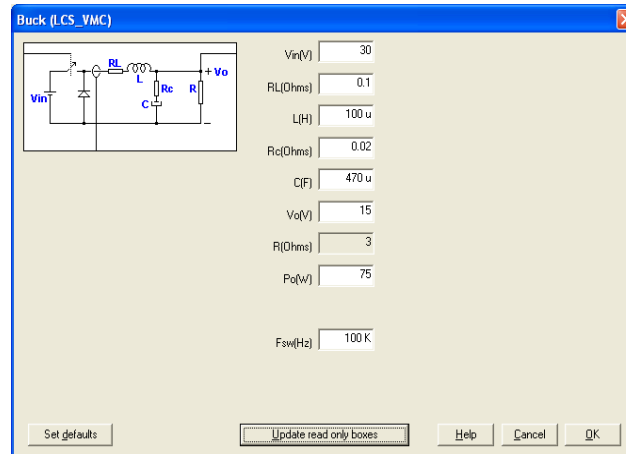 Buck (LCS_VMC)
Vin(V) 30
RL(Ohms) 0.1
L(H) 100 u
Rc(Ohms) 0.02
C(F) 470 u
Vo(V) 15
R(Ohms) 3
Po(W) 75
Fsw(Hz) 100 K
RL
L
+ Vo
Rc
R
C
Vin
-
Set defaults
Update read only boxes
Help
Cancel
OK